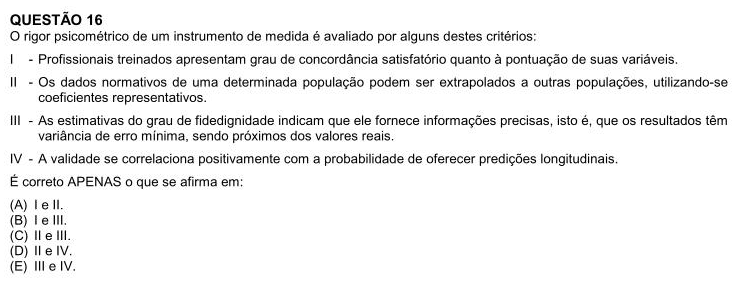 QUESTÃO 16
O rigor psicométrico de um instrumento de medida é avaliado por alguns destes critérios:
I - Profissionais treinados apresentam grau de concordância satisfatório quanto à pontuação de suas variáveis.
II - Os dados normativos de uma determinada população podem ser extrapolados a outras populações, utilizando-se
coeficientes representativos.
III - As estimativas do grau de fidedignidade indicam que ele fornece informações precisas, isto é, que os resultados têm
variância de erro mínima, sendo próximos dos valores reais.
IV - A validade se correlaciona positivamente com a probabilidade de oferecer predições longitudinais.
É correto APENAS o que se afirma em:
(A) I e II.
(B) I e III.
(C) II e III.
(D) II e IV.
(E) III e IV.